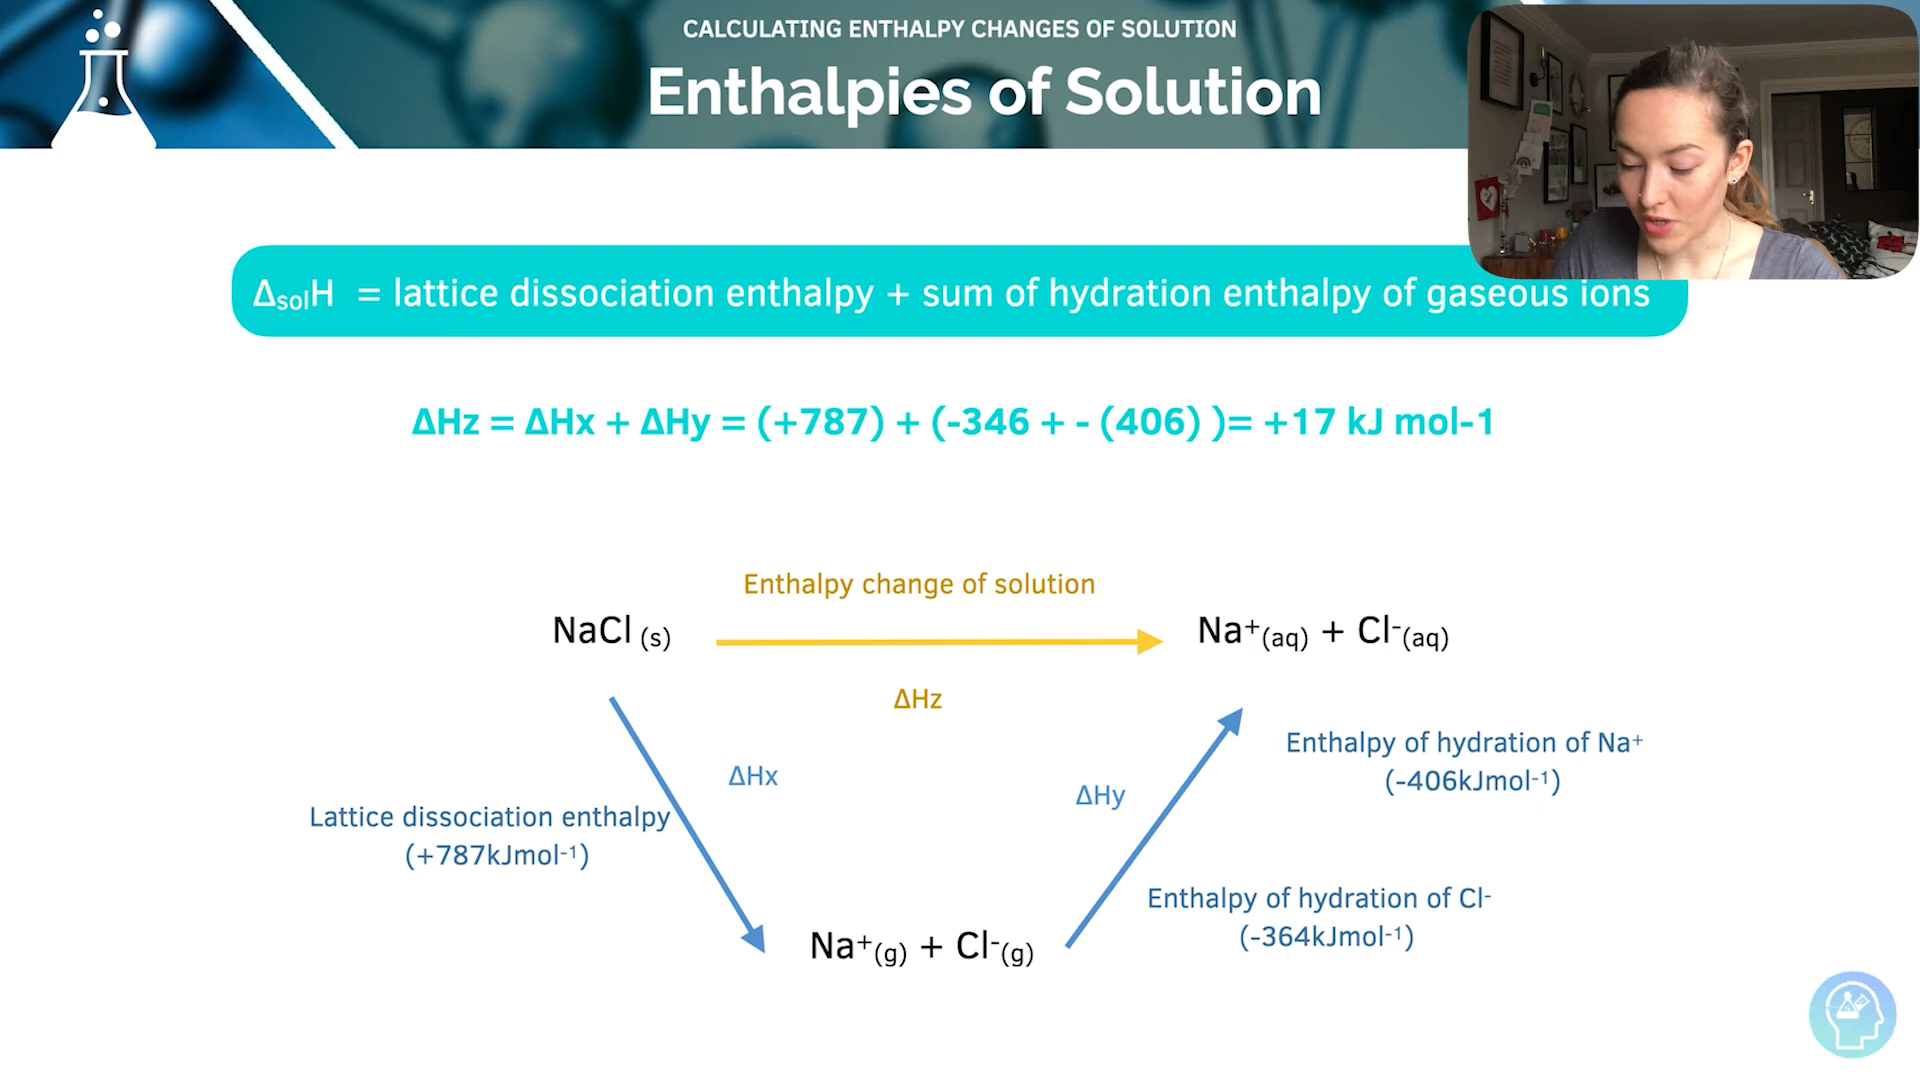 CALCULATING ENTHALPY CHANGES OF SOLUTION
Enthalpies of Solution
ΔsolH = lattice dissociation enthalpy + sum of hydration enthalpy of gaseous ions
ΔHz = ΔHx + ΔHy = (+787) + (-346 + - (406) )= +17 kJ mol-1
Enthalpy change of solution
NaCl (s)
Na⁺(aq) + Cl⁻(aq)
ΔHz
Enthalpy of hydration of Na⁺
(-406kJmol⁻¹)
ΔHx
ΔHy
Lattice dissociation enthalpy
(+787kJmol⁻¹)
Enthalpy of hydration of Cl⁻
(-364kJmol⁻¹)
Na⁺(g) + Cl⁻(g)